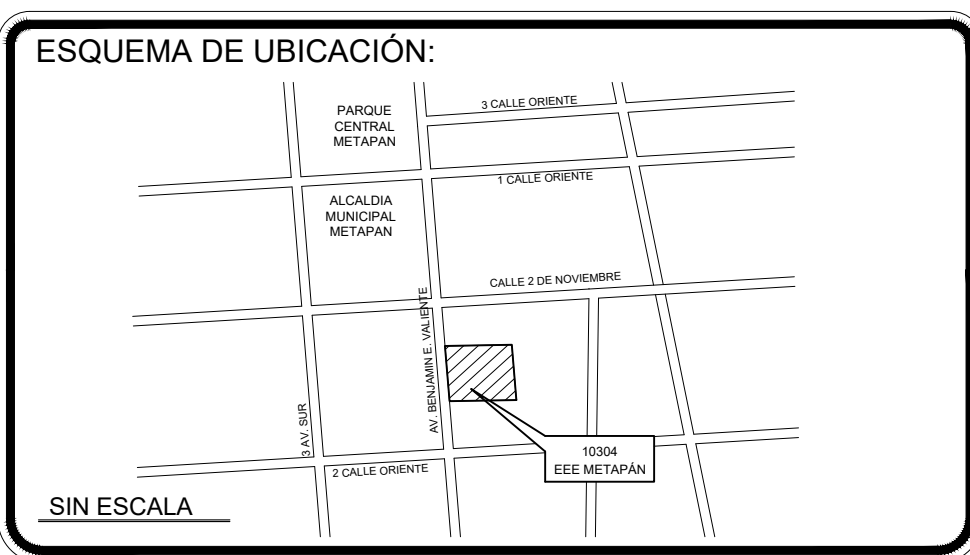 ESQUEMA DE UBICACIÓN:
PARQUE
CENTRAL
METAPAN
3 CALLE ORIENTE
1 CALLE ORIENTE
ALCALDIA
MUNICIPAL
METAPAN
CALLE 2 DE NOVIEMBRE
AV. BENJAMIN E. VALIENTE
3 AV. SUR
2 CALLE ORIENTE
10304
EEE METAPÁN
SIN ESCALA